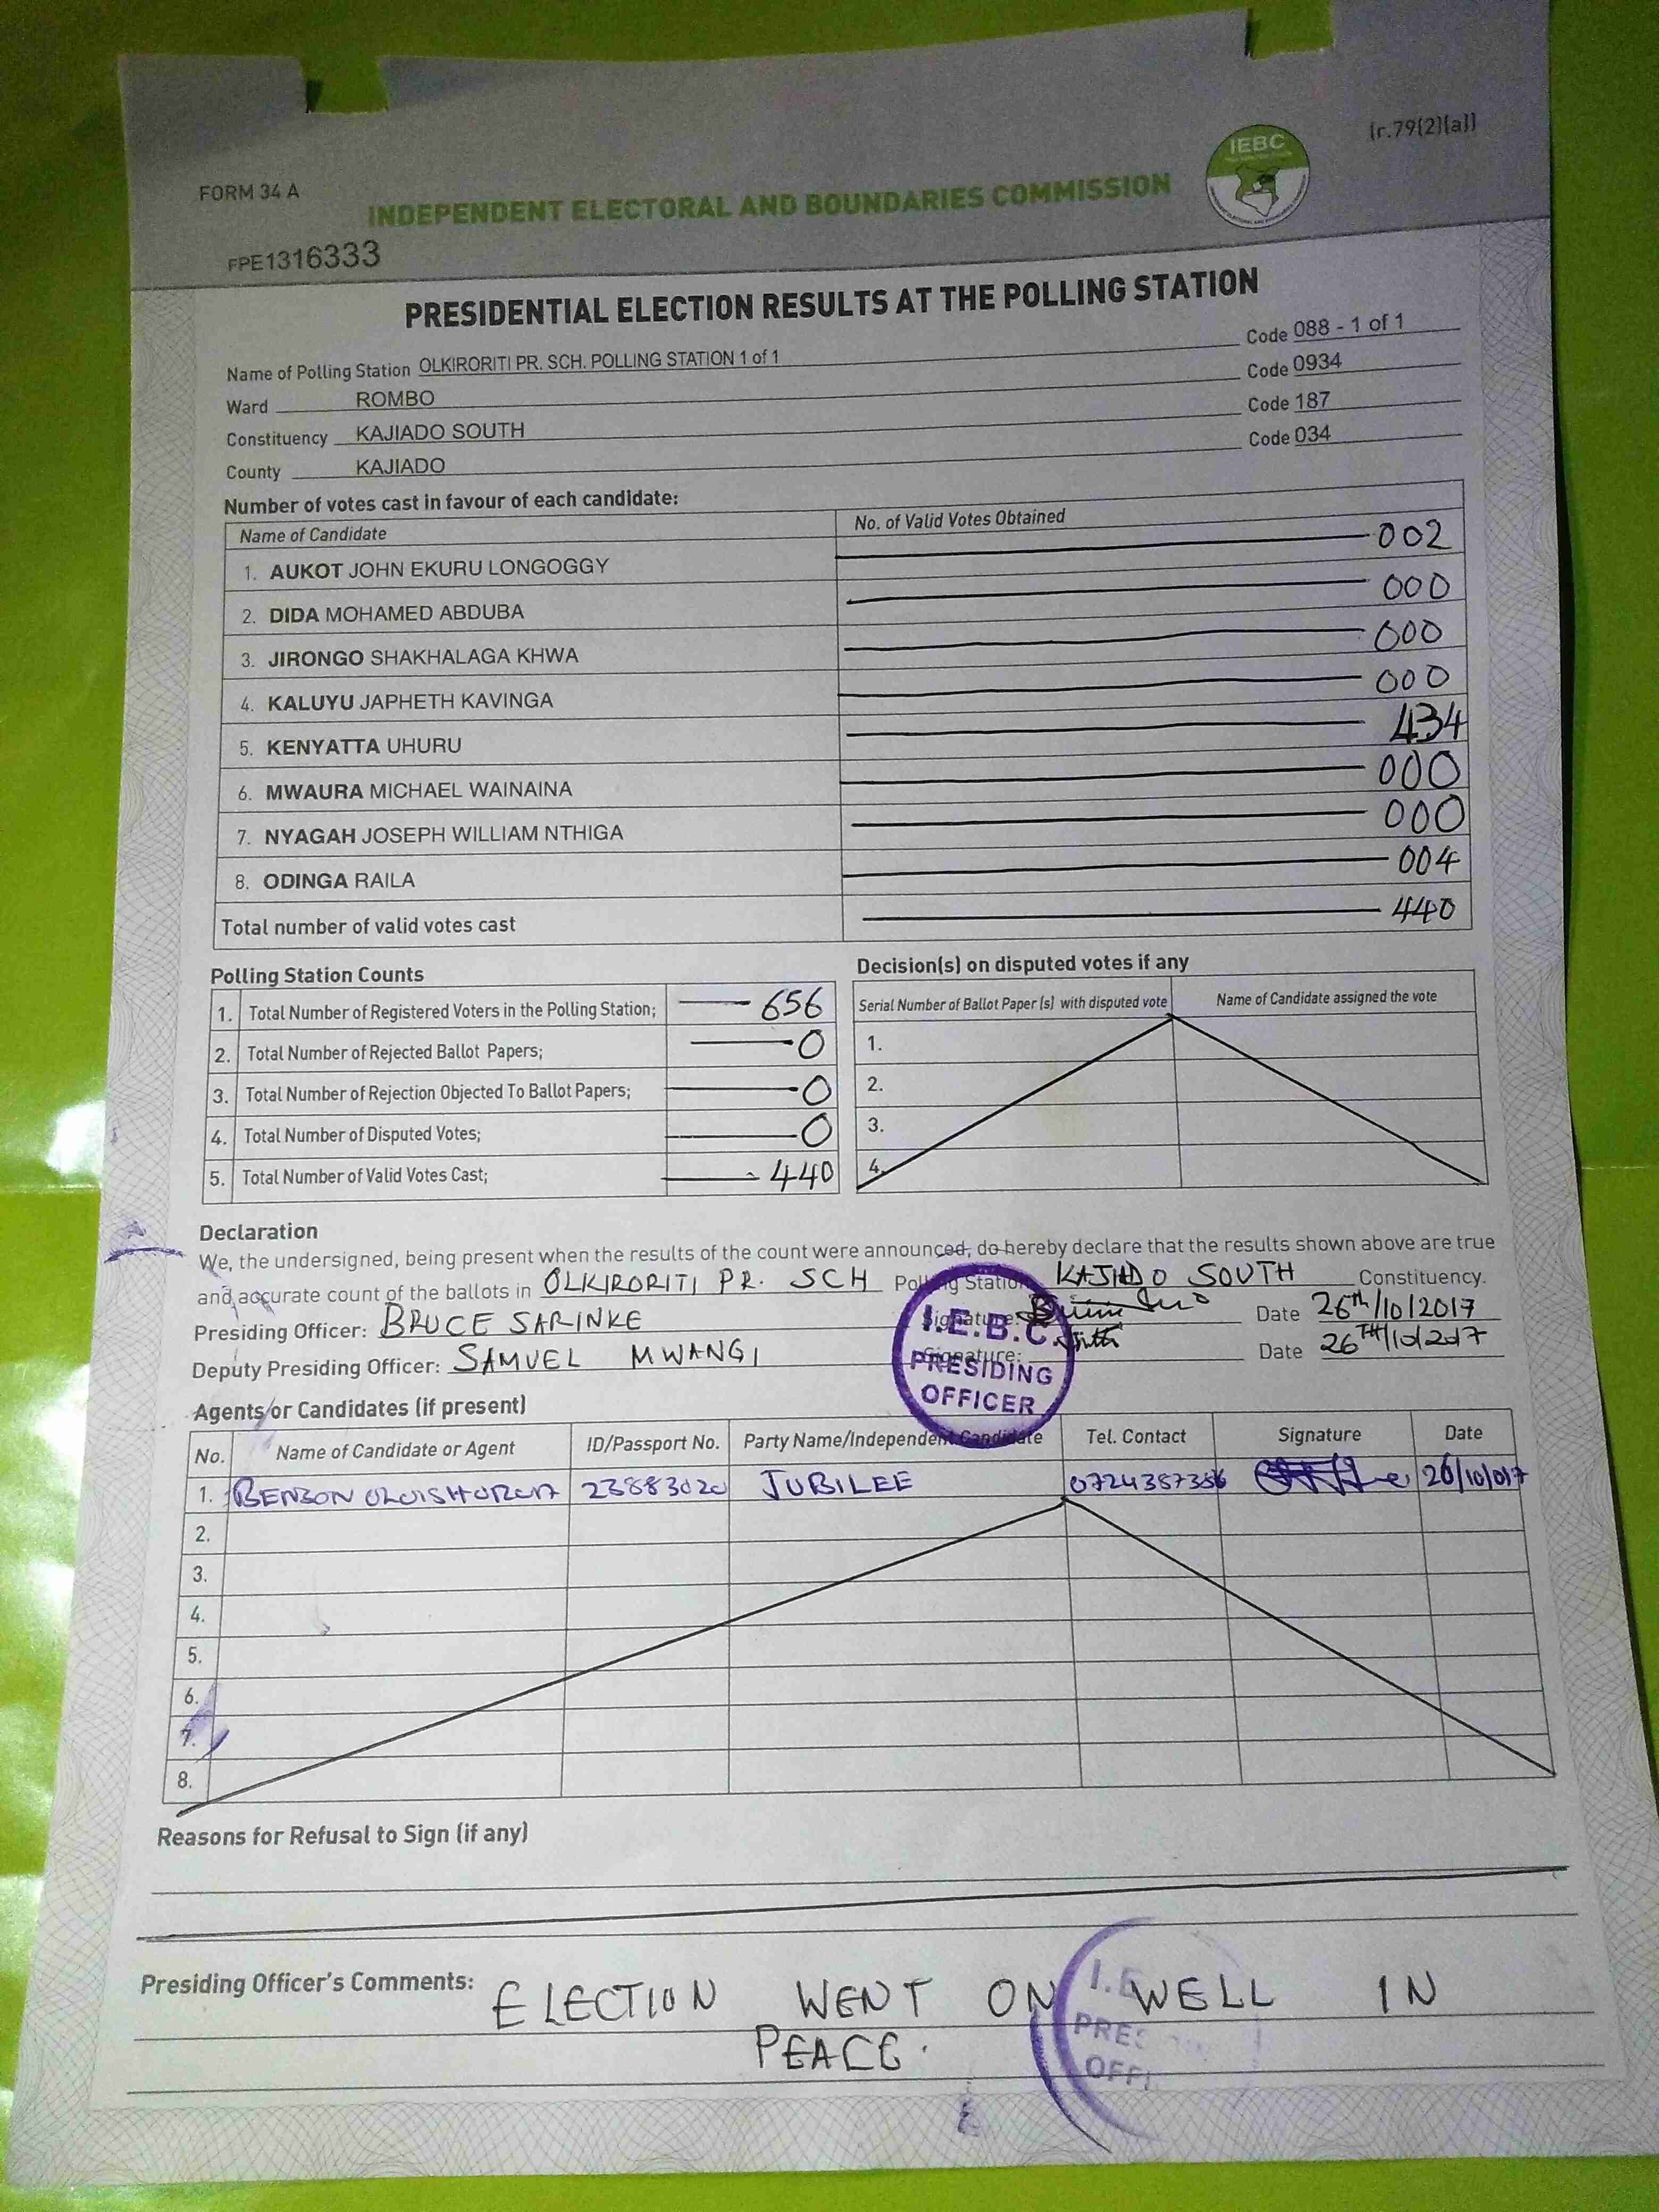 [r.79(2)(a)]
IEBC
FORM 34 A
INDEPENDENT ELECTORAL AND BOUNDARIES COMMISSION
FPE1316333
PRESIDENTIAL ELECTION RESULTS AT THE POLLING STATION
Name of Polling Station OLKIRORITI PR. SCH. POLLING STATION 1 of 1 Code 088 - 1 of 1
Ward ROMBO Code 0934
Constituency KAJIADO SOUTH Code 187
County KAJIADO Code 034
Number of votes cast in favour of each candidate:
Name of Candidate No. of Valid Votes Obtained
1. AUKOT JOHN EKURU LONGOGGY 002
2. DIDA MOHAMED ABDUBA 000
3. JIRONGO SHAKHALAGA KHWA 000
4. KALUYU JAPHETH KAVINGA 000
5. KENYATTA UHURU 434
6. MWAURA MICHAEL WAINAINA 000
7. NYAGAH JOSEPH WILLIAM NTHIGA 000
8. ODINGA RAILA 004
Total number of valid votes cast 440
Polling Station Counts
1. Total Number of Registered Voters in the Polling Station; 656
2. Total Number of Rejected Ballot Papers; 0
3. Total Number of Rejection Objected To Ballot Papers; 0
4. Total Number of Disputed Votes; 0
5. Total Number of Valid Votes Cast; 440
Decision(s) on disputed votes if any
Serial Number of Ballot Paper (s) with disputed vote Name of Candidate assigned the vote
1.
2.
3.
4.
Declaration
We, the undersigned, being present when the results of the count were announced, do hereby declare that the results shown above are true
and accurate count of the ballots in OLKIRORITI PR. SCH Polling Station KAJIADO SOUTH Constituency.
Presiding Officer: BRUCE SARINKE Signature: Date 26th/10/2017
Deputy Presiding Officer: SAMUEL MWANGI Signature: Date 26TH/10/2017
I.E.B.C.
PRESIDING
OFFICER
Agents or Candidates (if present)
No. Name of Candidate or Agent ID/Passport No. Party Name/Independent Candidate Tel. Contact Signature Date
1. BENSON 23883020 JUBILEE 0724387386 26/10/017
2.
3.
4.
5.
6.
7.
8.
Reasons for Refusal to Sign (if any)
Presiding Officer's Comments: ELECTION WENT ON WELL IN
PEACE.